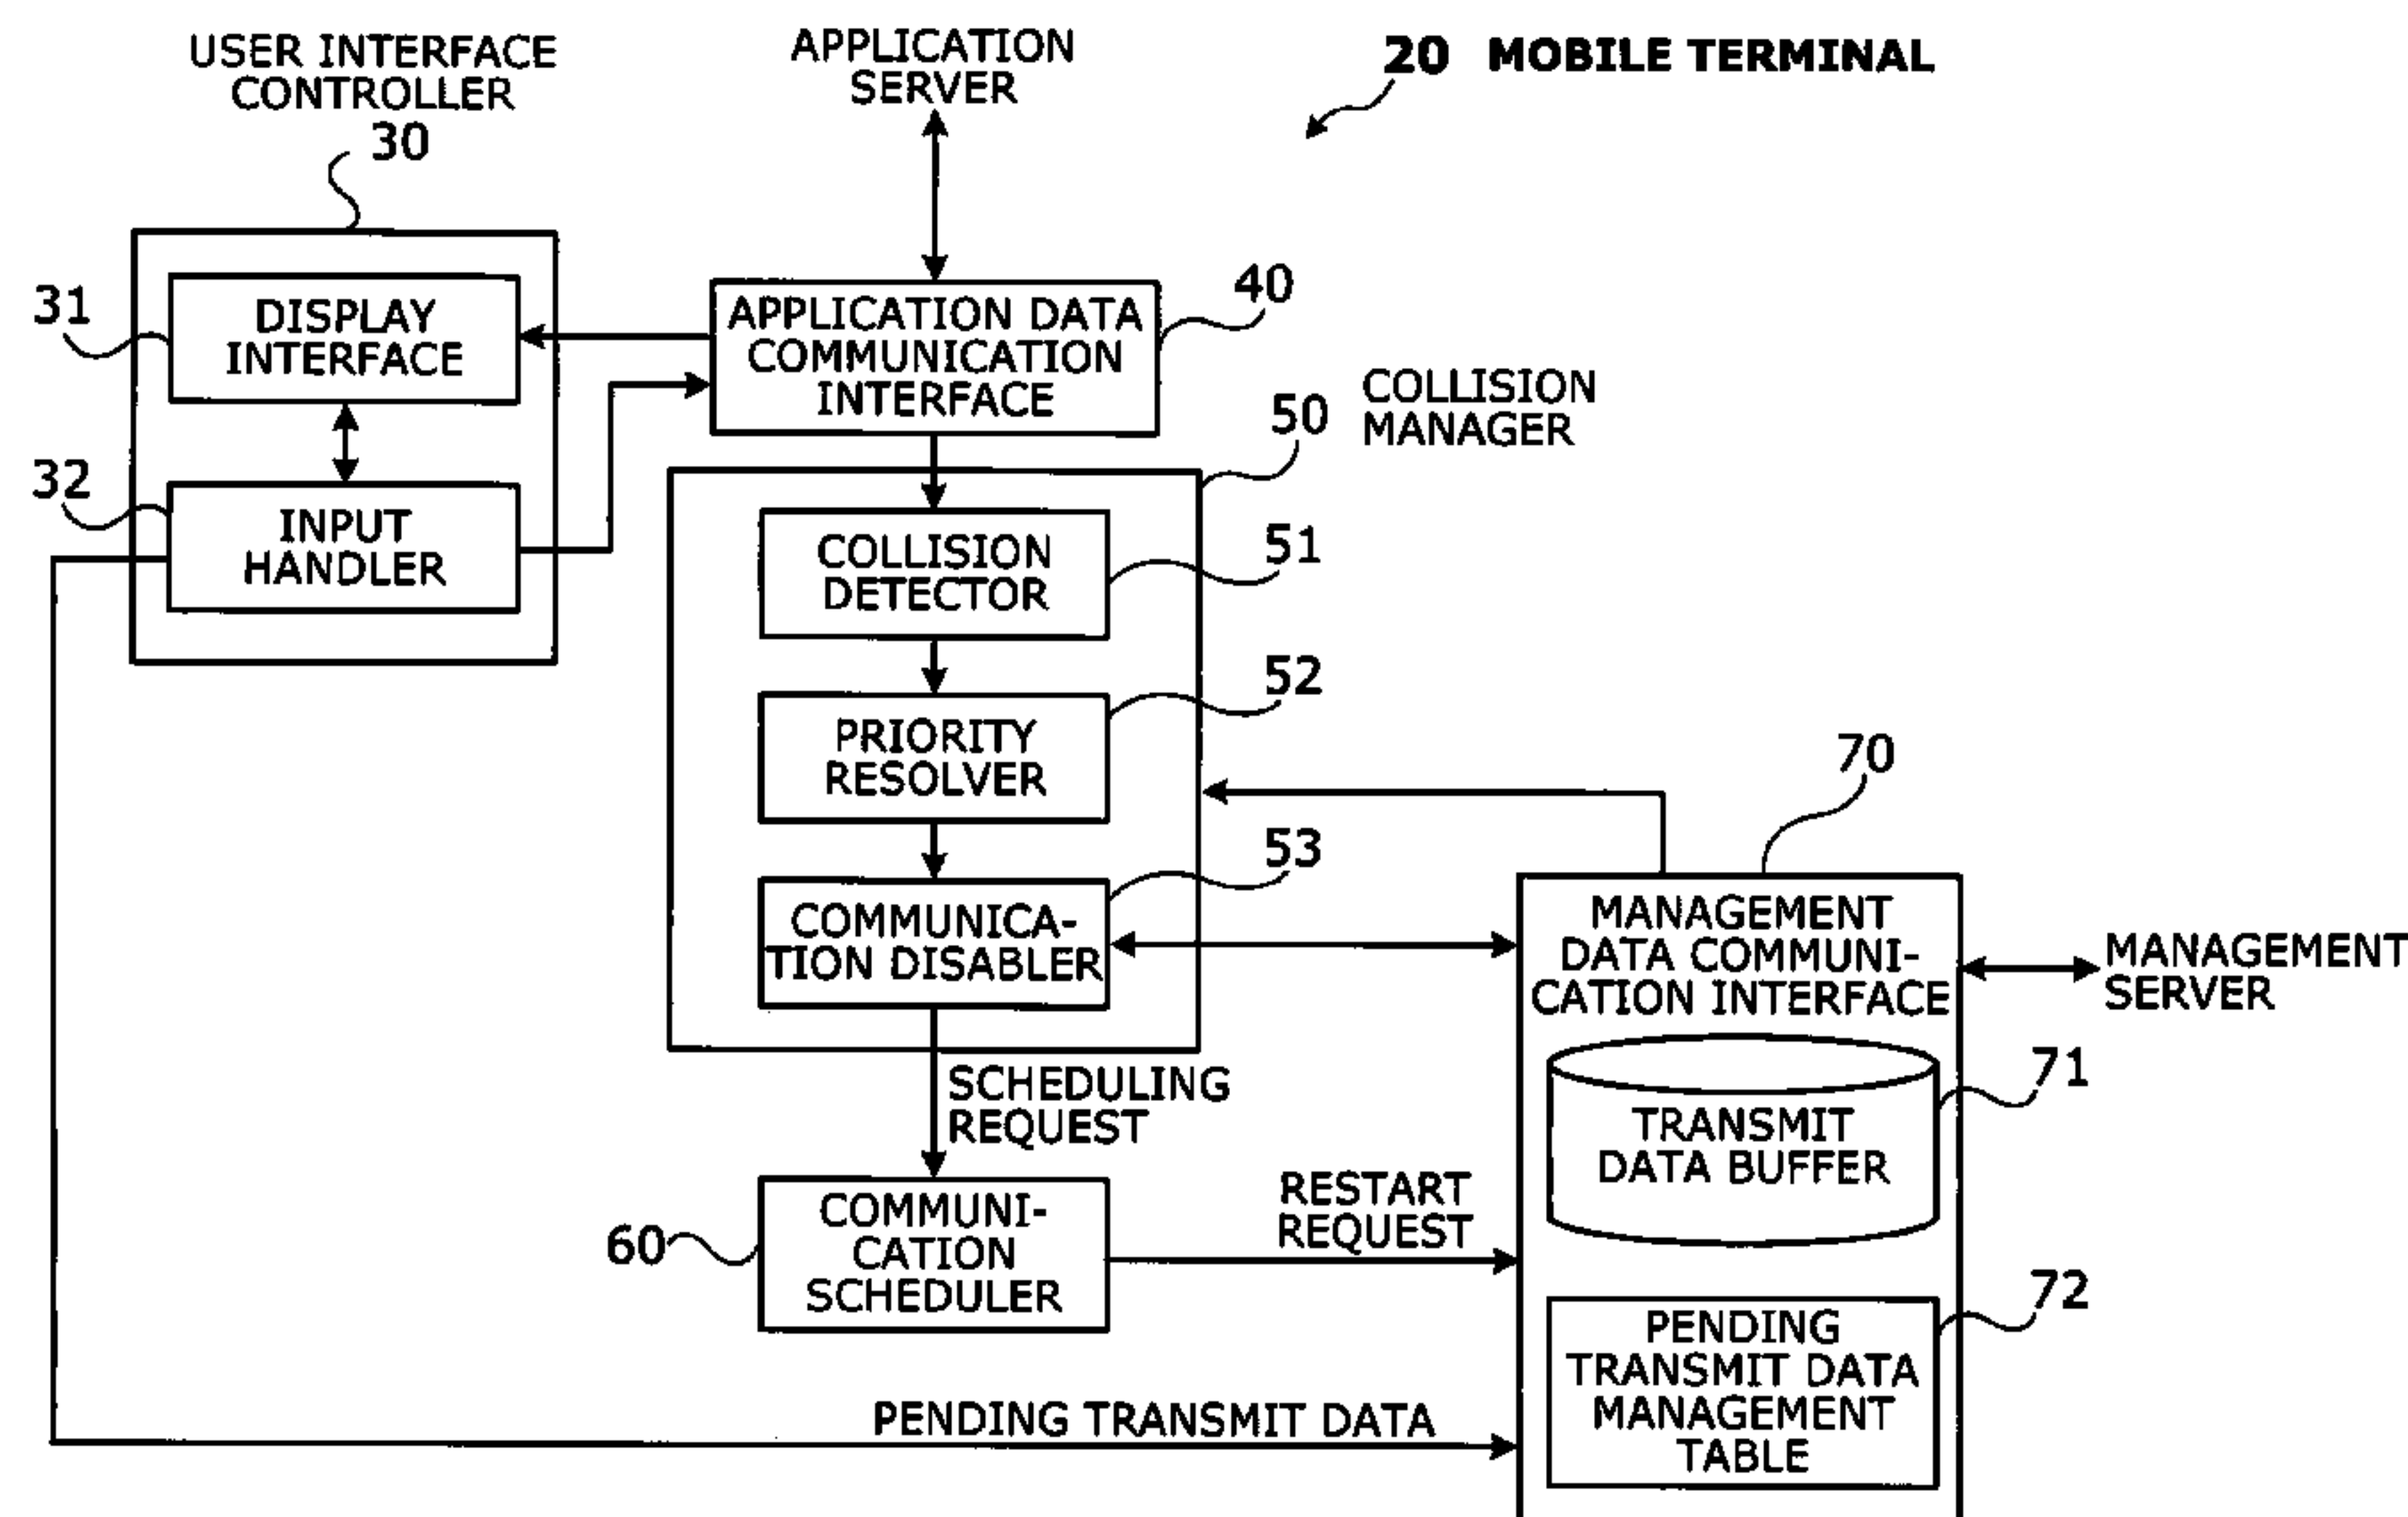 USER INTERFACE
CONTROLLER
30
APPLICATION
SERVER
20 MOBILE TERMINAL
31
DISPLAY
INTERFACE
32
INPUT
HANDLER
APPLICATION DATA
COMMUNICATION
INTERFACE
40
50
COLLISION
MANAGER
COLLISION
DETECTOR
51
PRIORITY
RESOLVER
52
COMMUNICA-
TION DISABLER
53
SCHEDULING
REQUEST
60
COMMUNI-
CATION
SCHEDULER
RESTART
REQUEST
PENDING TRANSMIT DATA
70
MANAGEMENT
DATA COMMUNI-
CATION INTERFACE
MANAGEMENT
SERVER
TRANSMIT
DATA BUFFER
71
PENDING
TRANSMIT DATA
MANAGEMENT
TABLE
72